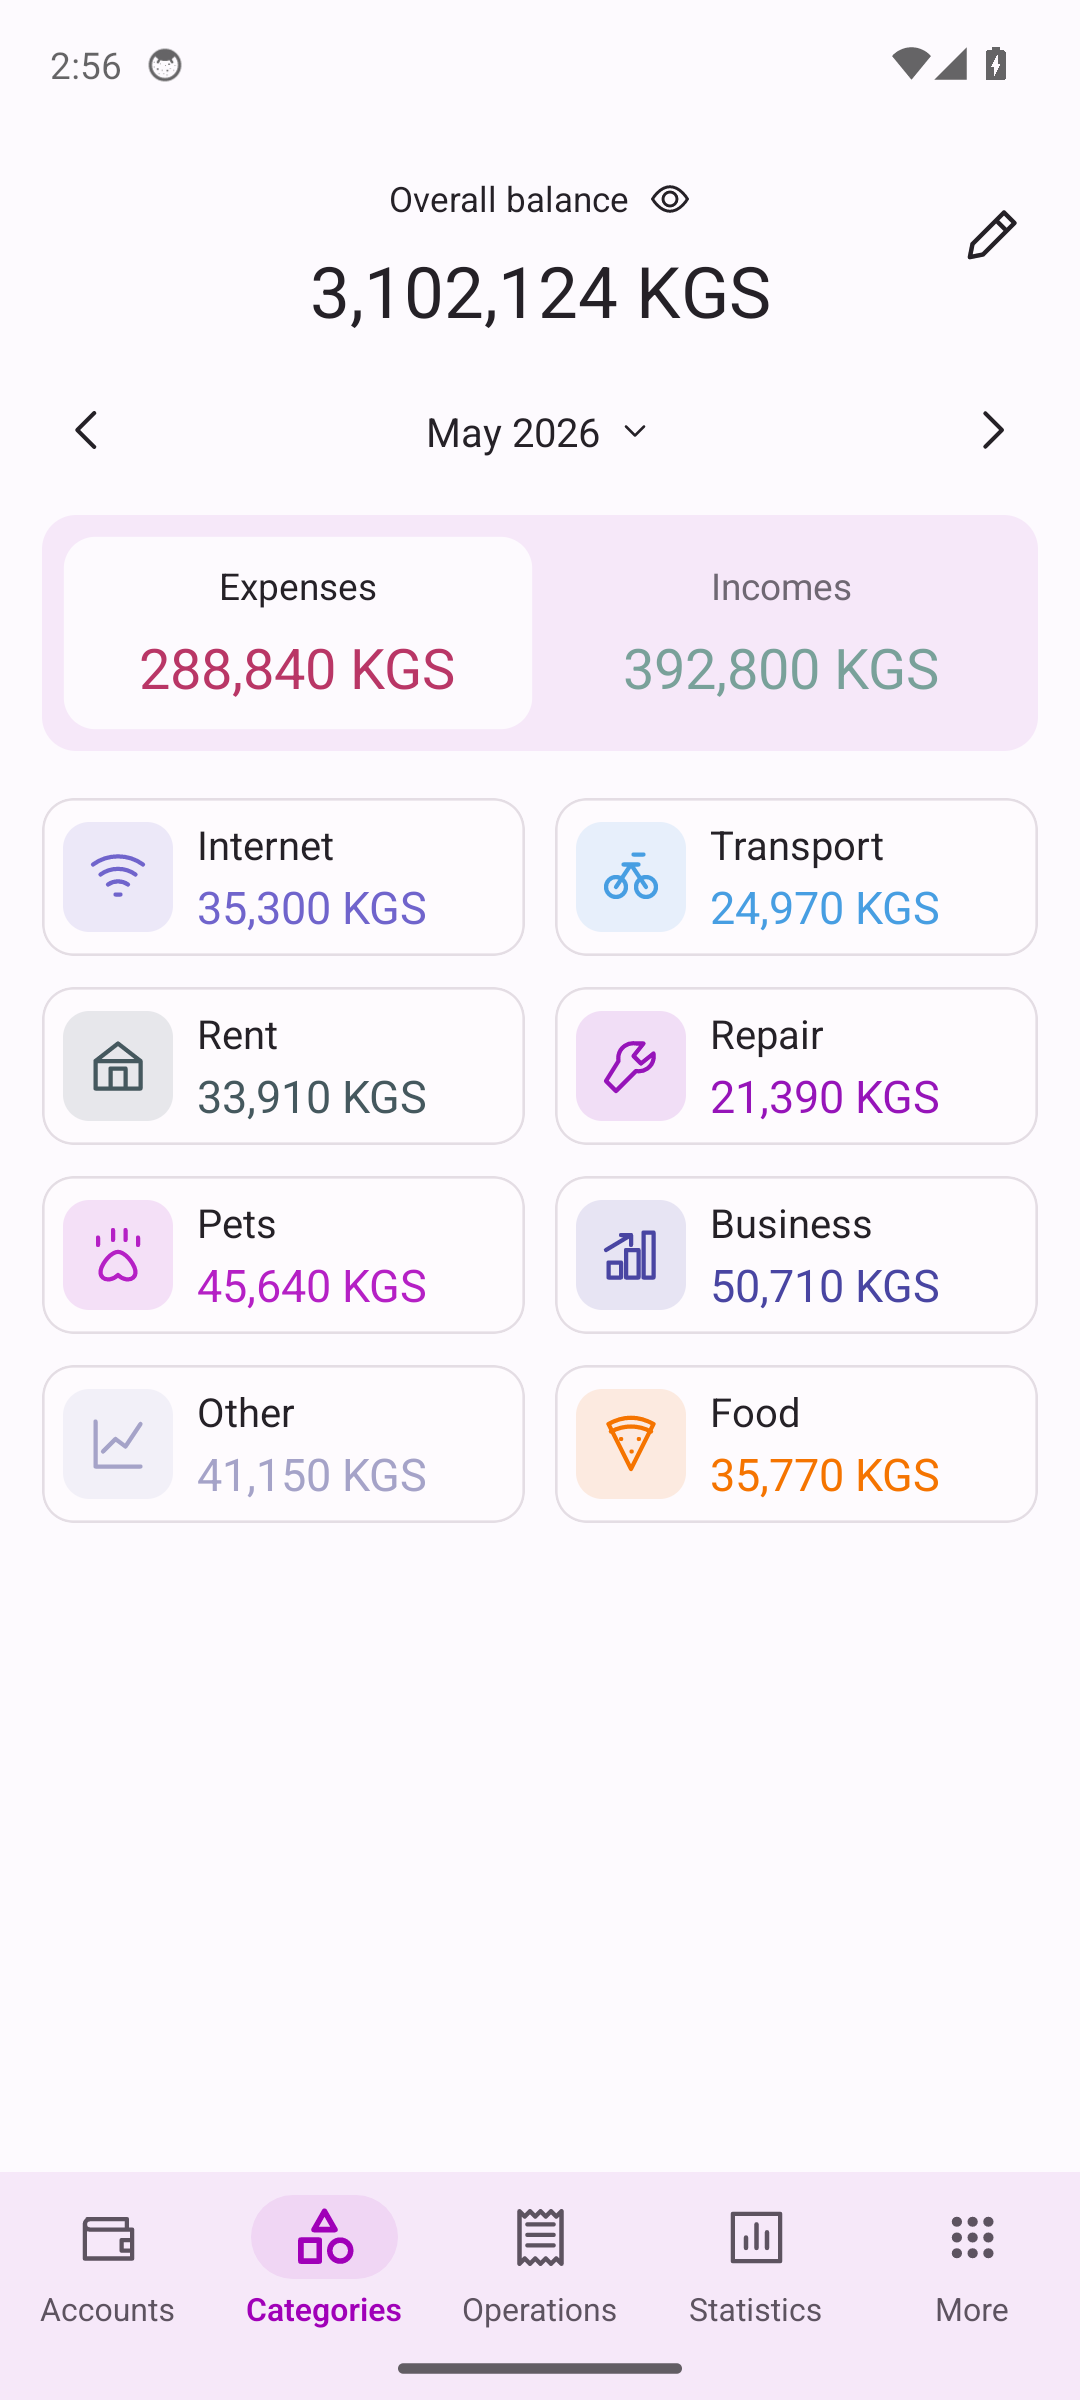 2:56
Overall balance
3,102,124 KGS
May 2026
Expenses
288,840 KGS
Incomes
392,800 KGS
Internet
35,300 KGS
Transport
24,970 KGS
Rent
33,910 KGS
Repair
21,390 KGS
Pets
45,640 KGS
Business
50,710 KGS
Other
41,150 KGS
Food
35,770 KGS
Accounts
Categories
Operations
Statistics
More